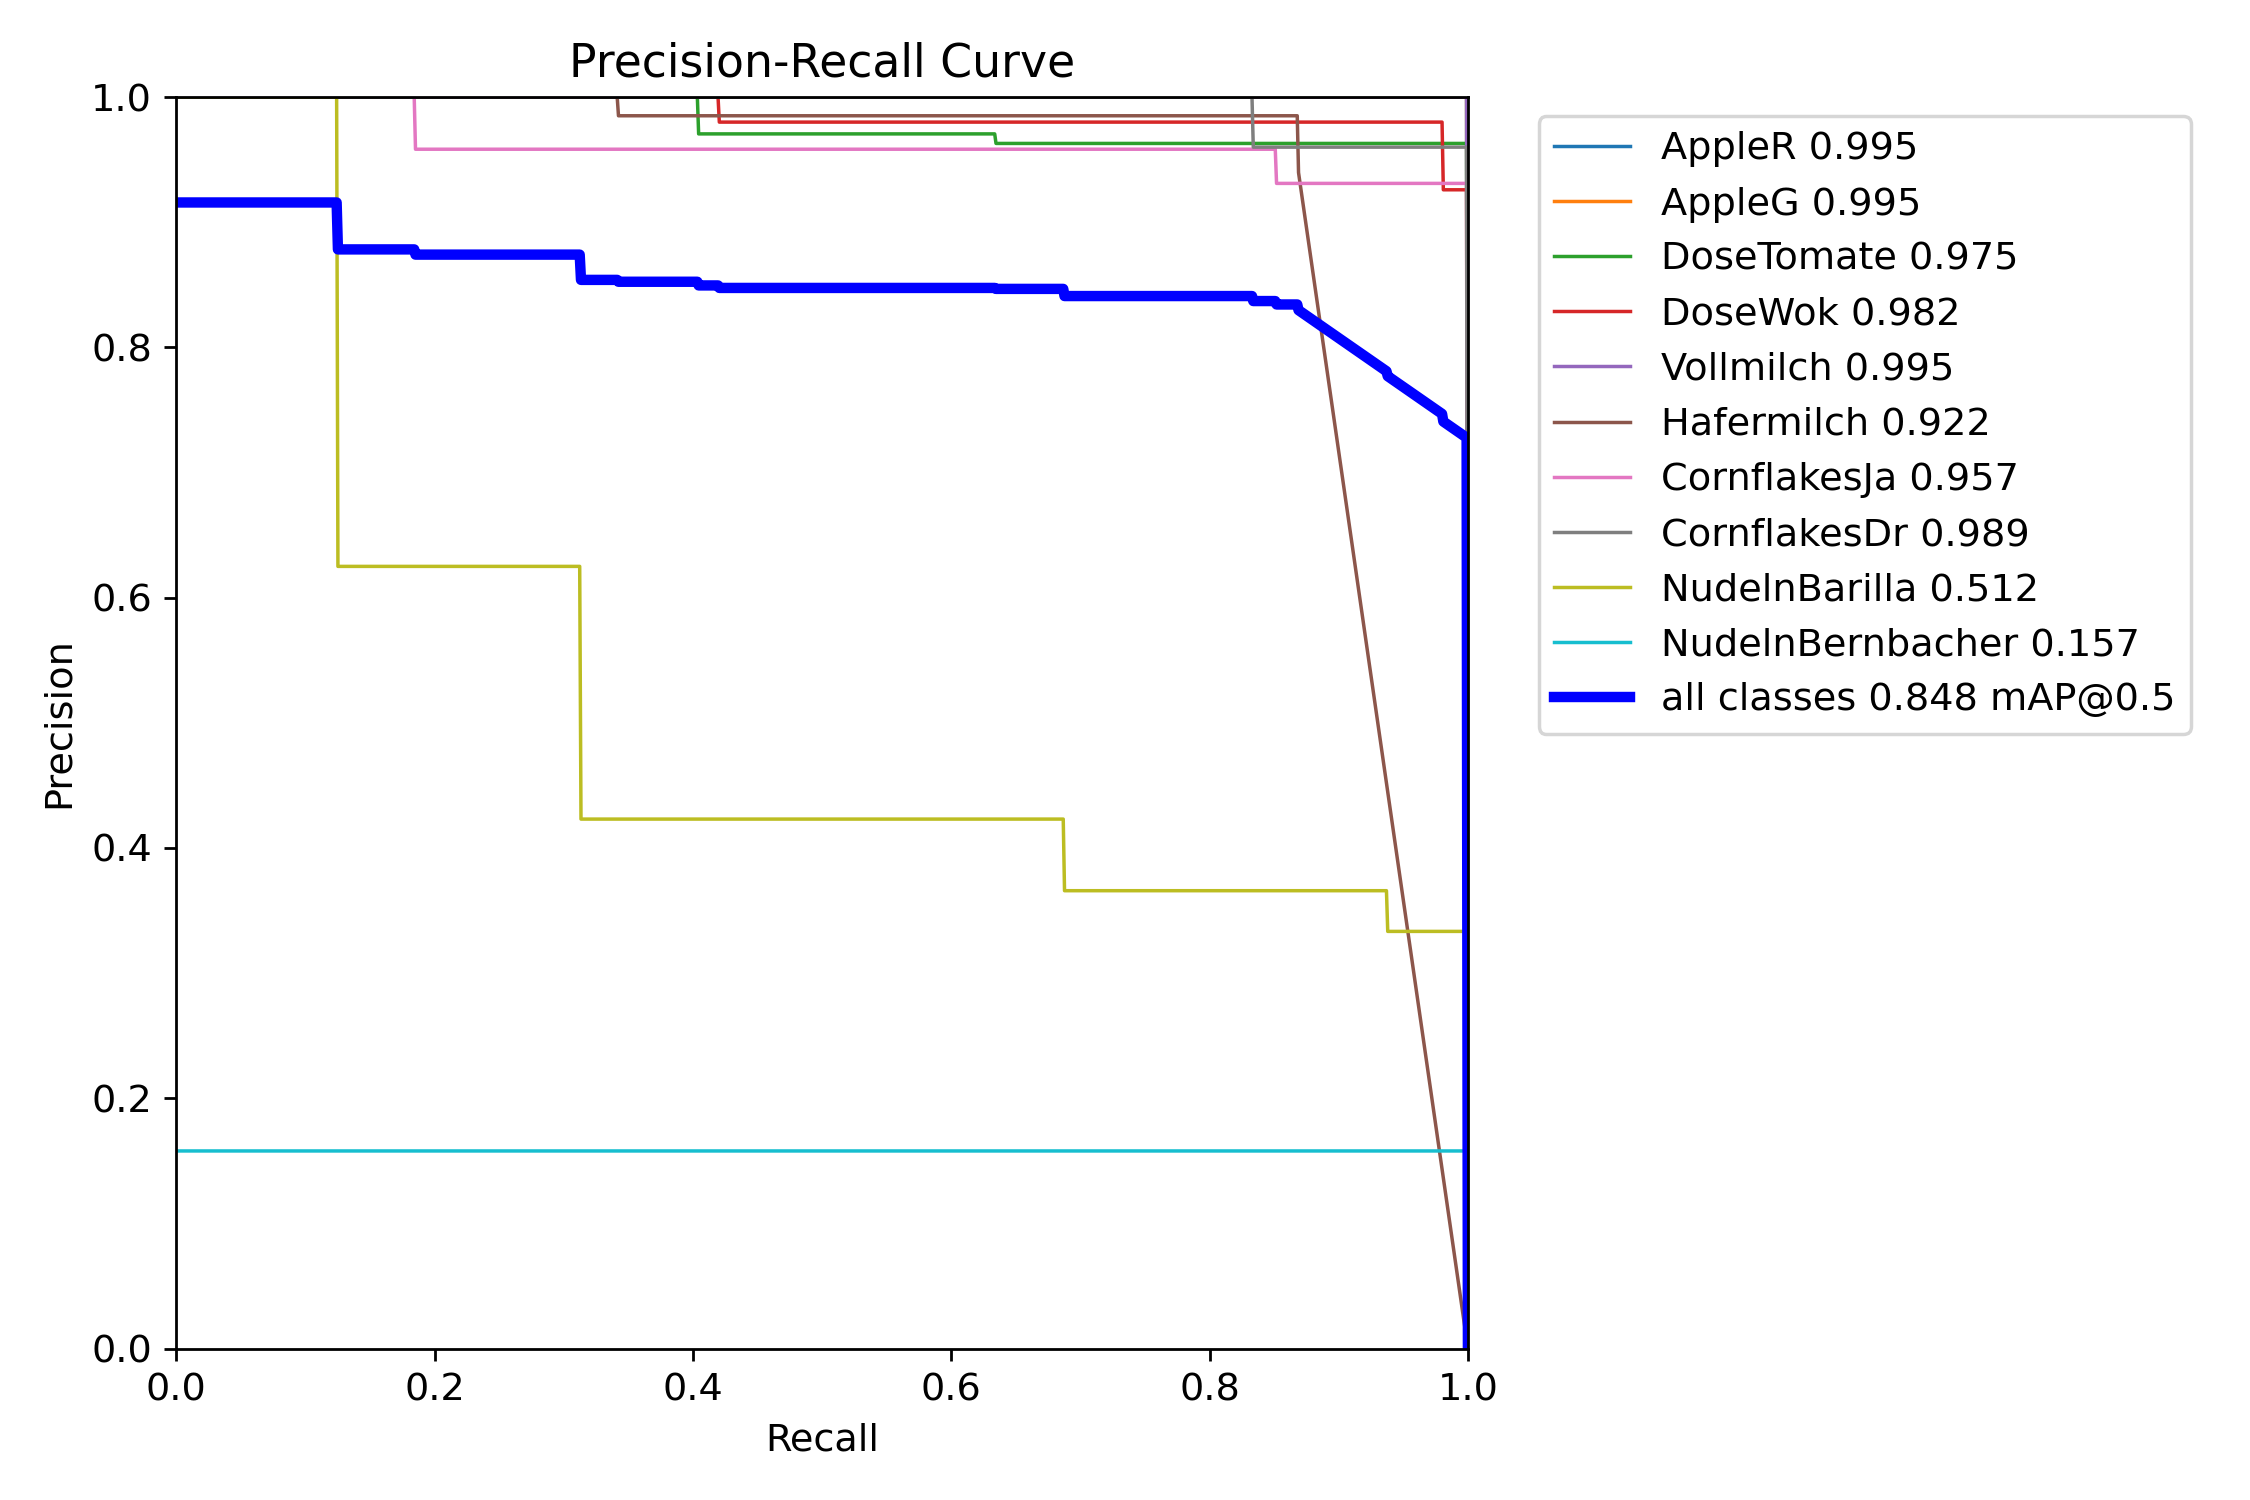 Precision-Recall Curve
1.0
0.8
0.6
0.4
0.2
0.0
Precision
0.0 0.2 0.4 0.6 0.8 1.0
Recall
AppleR 0.995
AppleG 0.995
DoseTomate 0.975
DoseWok 0.982
Vollmilch 0.995
Hafermilch 0.922
CornflakesJa 0.957
CornflakesDr 0.989
NudelnBarilla 0.512
NudelnBernbacher 0.157
all classes 0.848 mAP@0.5